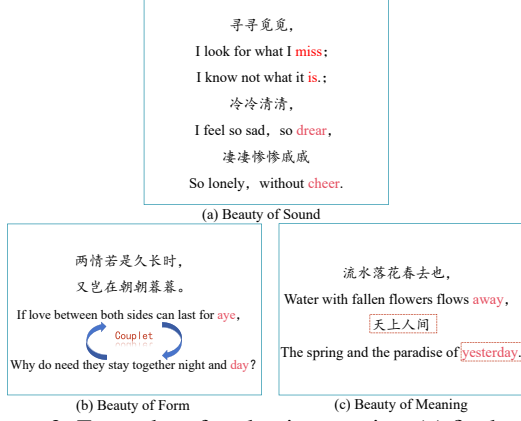 寻寻觅觅，
I look for what I miss；
I know not what it is.；
冷冷清清，
I feel so sad，so drear，
凄凄惨惨戚戚
So lonely，without cheer.
(a) Beauty of Sound
两情若是久长时，
又岂在朝朝暮暮。
If love between both sides can last for aye，
Couplet
Why do need they stay together night and day？
(b) Beauty of Form
流水落花春去也，
Water with fallen flowers flows away，
天上人间
The spring and the paradise of yesterday.
(c) Beauty of Meaning